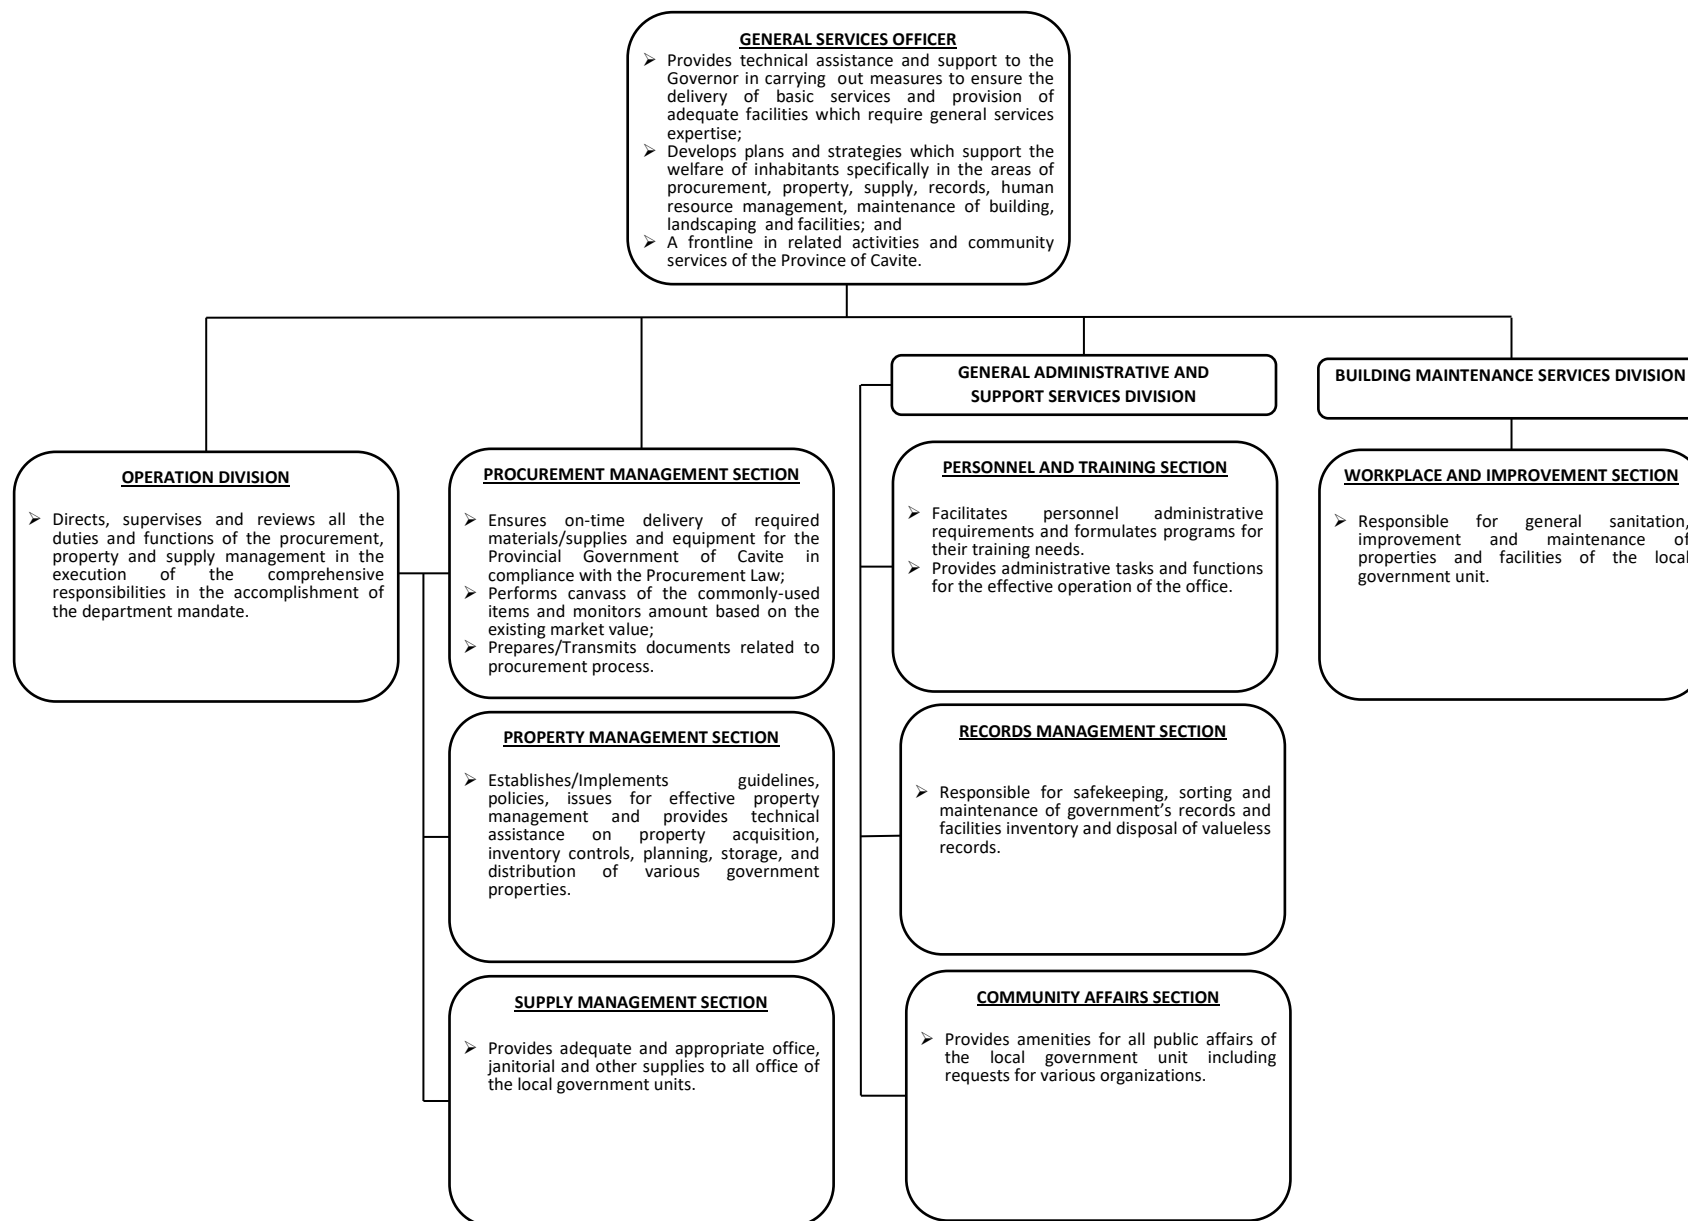 GENERAL SERVICES OFFICER
➢ Provides technical assistance and support to the
Governor in carrying out measures to ensure the
delivery of basic services and provision of
adequate facilities which require general services
expertise;
➢ Develops plans and strategies which support the
welfare of inhabitants specifically in the areas of
procurement, property, supply, records, human
resource management, maintenance of building,
landscaping and facilities; and
➢ A frontline in related activities and community
services of the Province of Cavite.
OPERATION DIVISION
➢ Directs, supervises and reviews all the
duties and functions of the procurement,
property and supply management in the
execution of the comprehensive
responsibilities in the accomplishment of
the department mandate.
PROCUREMENT MANAGEMENT SECTION
➢ Ensures on-time delivery of required
materials/supplies and equipment for the
Provincial Government of Cavite in
compliance with the Procurement Law;
➢ Performs canvass of the commonly-used
items and monitors amount based on the
existing market value;
➢ Prepares/Transmits documents related to
procurement process.
PROPERTY MANAGEMENT SECTION
➢ Establishes/Implements guidelines,
policies, issues for effective property
management and provides technical
assistance on property acquisition,
inventory controls, planning, storage, and
distribution of various government
properties.
SUPPLY MANAGEMENT SECTION
➢ Provides adequate and appropriate office,
janitorial and other supplies to all office of
the local government units.
GENERAL ADMINISTRATIVE AND
SUPPORT SERVICES DIVISION
PERSONNEL AND TRAINING SECTION
➢ Facilitates personnel administrative
requirements and formulates programs for
their training needs.
➢ Provides administrative tasks and functions
for the effective operation of the office.
RECORDS MANAGEMENT SECTION
➢ Responsible for safekeeping, sorting and
maintenance of government’s records and
facilities inventory and disposal of valueless
records.
COMMUNITY AFFAIRS SECTION
➢ Provides amenities for all public affairs of
the local government unit including
requests for various organizations.
BUILDING MAINTENANCE SERVICES DIVISION
WORKPLACE AND IMPROVEMENT SECTION
➢ Responsible for general sanitation,
improvement and maintenance of
properties and facilities of the local
government unit.